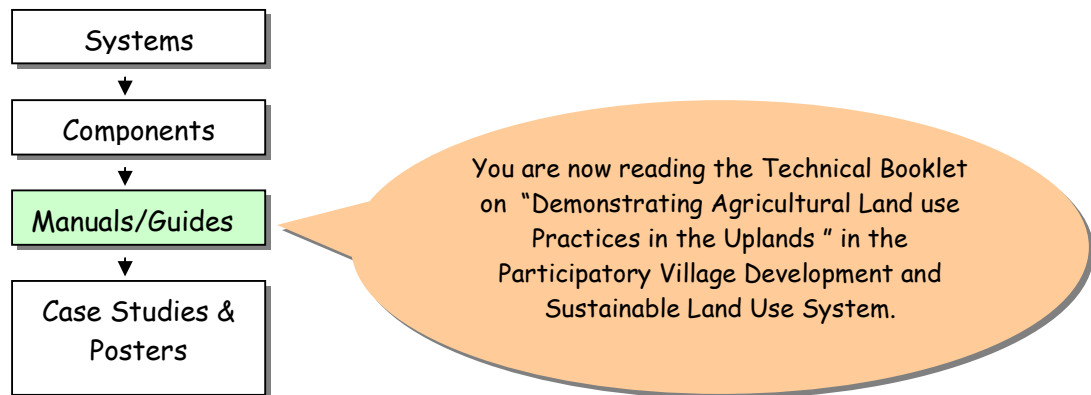 Systems
Components
Manuals/Guides
Case Studies &
Posters
You are now reading the Technical Booklet
on "Demonstrating Agricultural Land use
Practices in the Uplands " in the
Participatory Village Development and
Sustainable Land Use System.